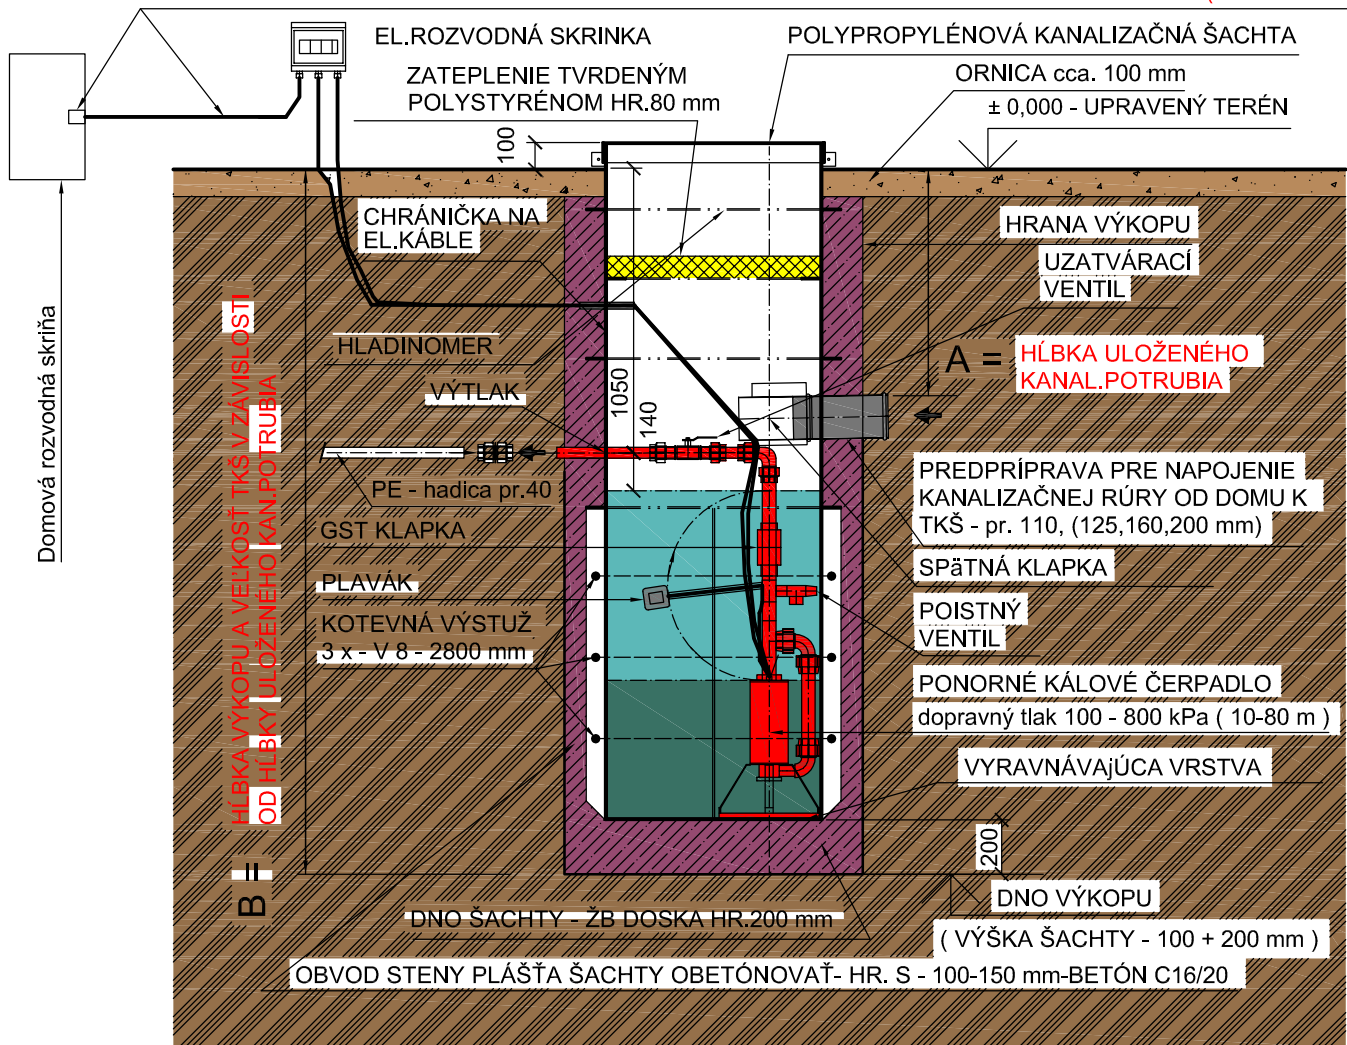 EL.ROZVODNÁ SKRINKA
POLYPROPYLÉNOVÁ KANALIZAČNÁ ŠACHTA
ZATEPLENIE TVRDENÝM
POLYSTYRÉNOM HR.80 mm
ORNICA cca. 100 mm
± 0,000 - UPRAVENÝ TERÉN
100
CHRÁNIČKA NA
EL.KÁBLE
HRANA VÝKOPU
UZATVÁRACÍ
VENTIL
Domová rozvodná skriňa
HĹBKA VÝKOPU A VEĽKOSŤ TKŠ V ZÁVISLOSTI
OD HĹBKY ULOŽENÉHO KAN.POTRUBIA
B =
HLADINOMER
A = HĹBKA ULOŽENÉHO
KANAL.POTRUBIA
VÝTLAK
1050
140
PE - hadica pr.40
PREDPRÍPRAVA PRE NAPOJENIE
KANALIZAČNEJ RÚRY OD DOMU K
TKŠ - pr. 110, (125,160,200 mm)
GST KLAPKA
SPäTNÁ KLAPKA
PLAVÁK
POISTNÝ
VENTIL
KOTEVNÁ VÝSTUŽ
3 x - V 8 - 2800 mm
PONORNÉ KÁLOVÉ ČERPADLO
dopravný tlak 100 - 800 kPa ( 10-80 m )
VYRAVNÁVAjÚCA VRSTVA
200
DNO VÝKOPU
( VÝŠKA ŠACHTY - 100 + 200 mm )
DNO ŠACHTY - ŽB DOSKA HR.200 mm
OBVOD STENY PLÁŠŤA ŠACHTY OBETÓNOVAŤ- HR. S - 100-150 mm-BETÓN C16/20